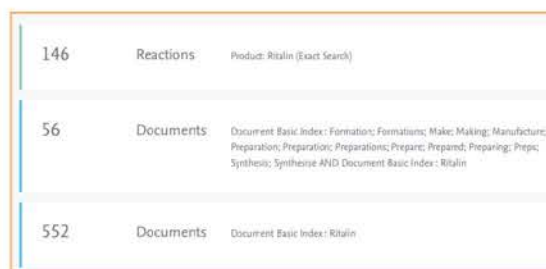 146 Reactions Product: Ritalin (Exact Search)
56 Documents Document Basic Index: Formation; Formations; Make; Making; Manufacture;
Preparation; Preparation; Preparations; Prepare; Prepared; Preparing; Preps;
Synthesis; Synthesise AND Document Basic Index: Ritalin
552 Documents Document Basic Index: Ritalin